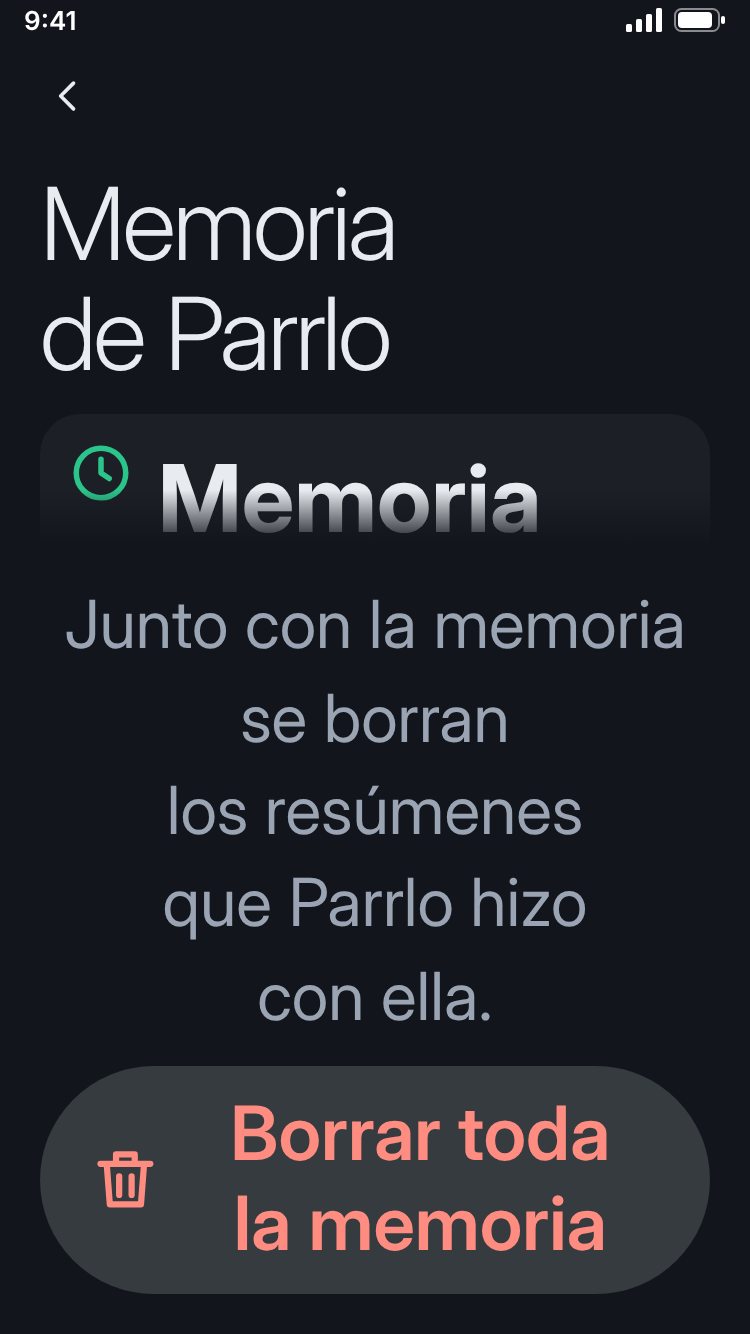 9:41
Memoria
de Parrlo
Memoria
Junto con la memoria
se borran
los resúmenes
que Parrlo hizo
con ella.
Borrar toda
la memoria